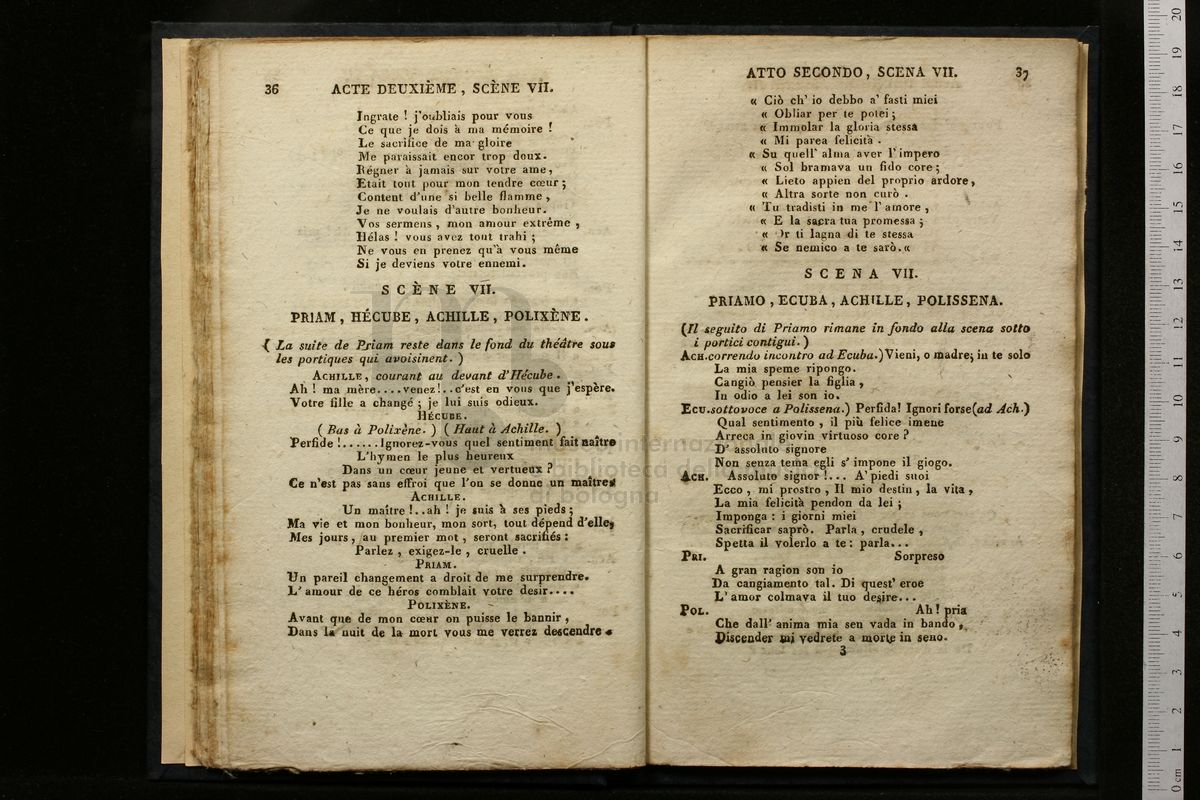 36 ACTE DEUXIÈME, SCÈNE VII.
Ingrate ! j'oubliais pour vous
Ce que je dois à ma mémoire !
Le sacrifice de ma gloire
Me paraissait encor trop doux.
Régner à jamais sur votre ame,
Etait tout pour mon tendre cœur ;
Content d'une si belle flamme,
Je ne voulais d'autre bonheur.
Vos sermens, mon amour extrême,
Hélas ! vous avez tout trahi ;
Ne vous en prenez qu'à vous même
Si je deviens votre ennemi.
SCÈNE VII.
PRIAM, HÉCUBE, ACHILLE, POLIXÈNE.
( La suite de Priam reste dans le fond du théâtre sous
les portiques qui avoisinent. )
ACHILLE, courant au devant d'Hécube.
Ah ! ma mère....venez!..c'est en vous que j'espère.
Votre fille a changé ; je lui suis odieux.
HÉCUBE.
( Bas à Polixène. ) ( Haut à Achille. )
Perfide !......Ignorez-vous quel sentiment fait naître
L'hymen le plus heureux
Dans un cœur jeune et vertueux ?
Ce n'est pas sans effroi que l'on se donne un maître.
ACHILLE.
Un maître !..ah ! je suis à ses pieds ;
Ma vie et mon bonheur, mon sort, tout dépend d'elle,
Mes jours, au premier mot, seront sacrifiés :
Parlez, exigez-le, cruelle.
PRIAM.
Un pareil changement a droit de me surprendre.
L'amour de ce héros comblait votre desir....
POLIXÈNE.
Avant que de mon cœur on puisse le bannir,
Dans la nuit de la mort vous me verrez descendre.
ATTO SECONDO, SCENA VII. 37
« Ciò ch' io debbo a' fasti miei
« Obliar per te potei ;
« Immolar la gloria stessa
« Mi parea felicità .
« Su quell' alma aver l' impero
« Sol bramava un fido core ;
« Lieto appien del proprio ardore,
« Altra sorte non curò .
« Tu tradisti in me l' amore,
« E la sacra tua promessa ;
« Or ti lagna di te stessa
« Se nemico a te sarò.«
SCENA VII.
PRIAMO, ECUBA, ACHILLE, POLISSENA.
(Il seguito di Priamo rimane in fondo alla scena sotto
i portici contigui. )
ACH.correndo incontro ad Ecuba.)Vieni, o madre; in te solo
La mia speme ripongo.
Cangiò pensier la figlia,
In odio a lei son io.
ECU.sottovoce a Polissena.) Perfida! Ignori forse(ad Ach.)
Qual sentimento, il più felice imene
Arreca in giovin virtuoso core ?
D' assoluto signore
Non senza tema egli s' impone il giogo.
ACH. Assoluto signor !... A' piedi suoi
Ecco, mi prostro, Il mio destin, la vita,
La mia felicità pendon da lei ;
Imponga : i giorni miei
Sacrificar saprò. Parla, crudele,
Spetta il volerlo a te : parla...
PRI. Sorpreso
A gran ragion son io
Da cangiamento tal. Di quest' eroe
L' amor colmava il tuo desire...
POL. Ah ! pria
Che dall' anima mia sen vada in bando,
Discender mi vedrete a morte in seno.
3